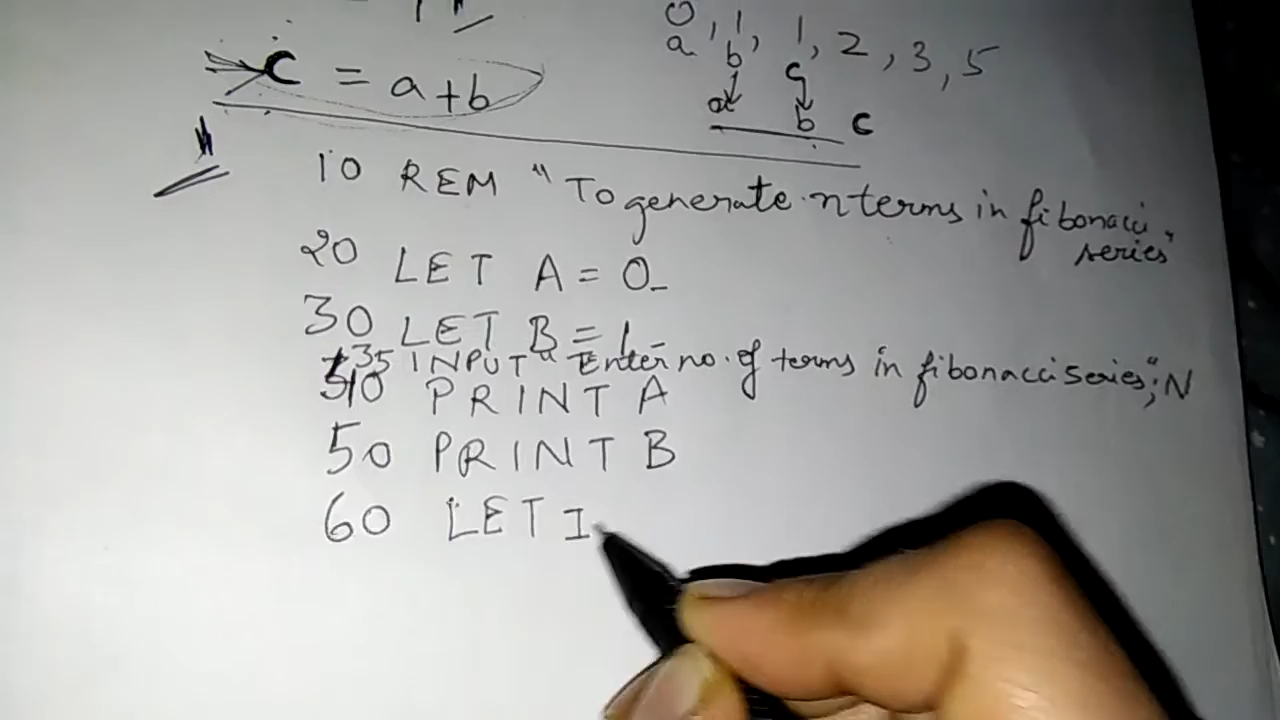 0, 1, 1, 2, 3, 5
a b c
c = a+b
a b c
10 REM "To generate n terms in fibonacci
series"
20 LET A = 0
30 LET B = 1
35 INPUT "Enter no. of terms in fibonacci series"; N
40 PRINT A
50 PRINT B
60 LET I